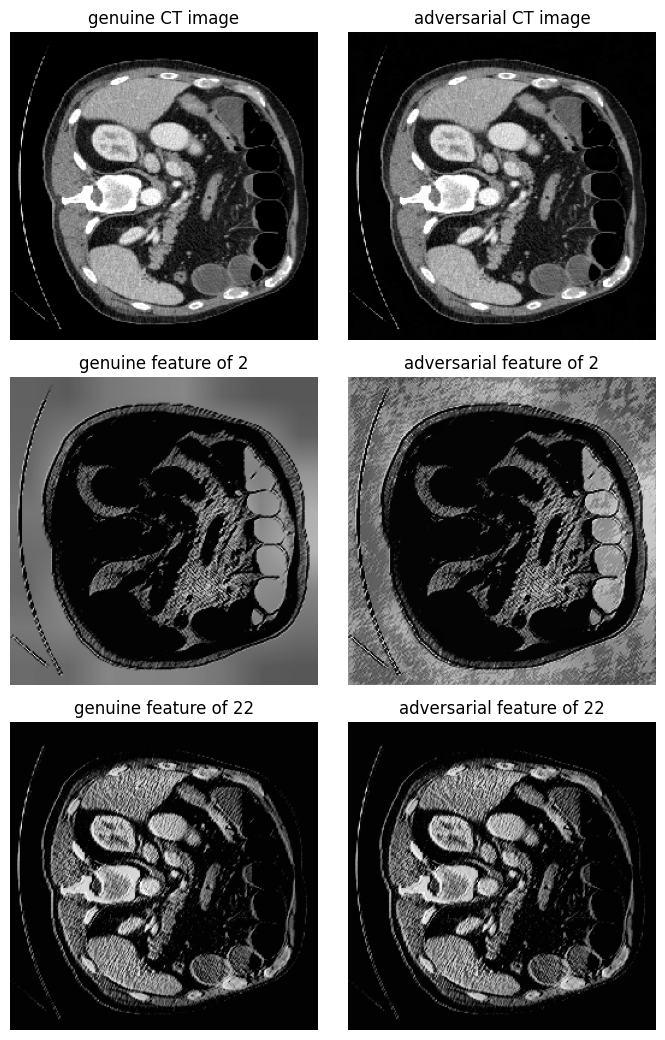 genuine CT image
adversarial CT image
genuine feature of 2
adversarial feature of 2
genuine feature of 22
adversarial feature of 22